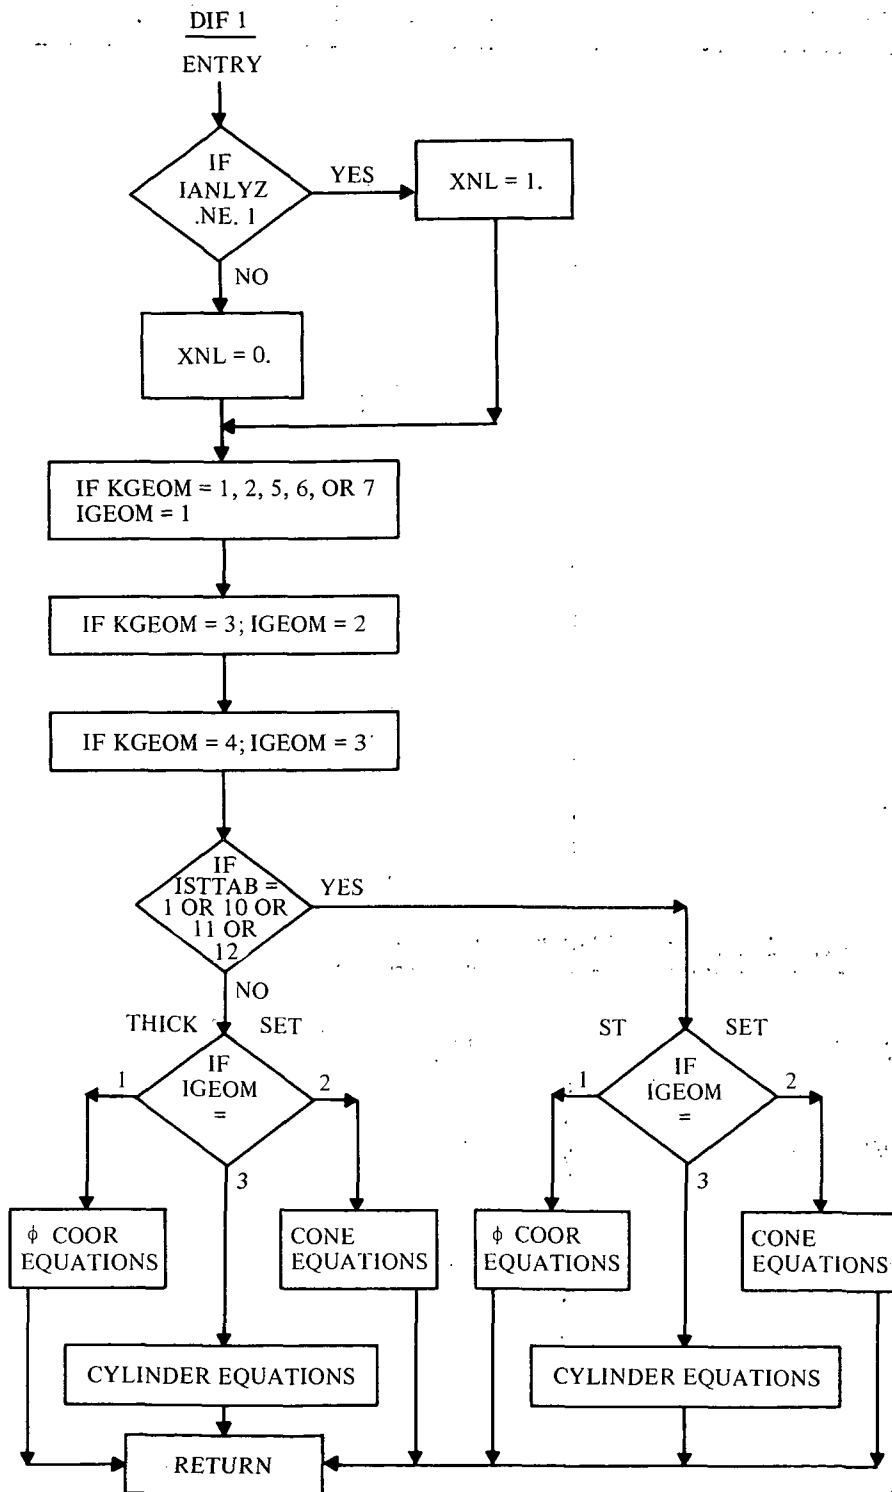 DIF 1
ENTRY
IF
IANLYZ
.NE. 1
YES
XNL = 1.
NO
XNL = 0.
IF KGEOM = 1, 2, 5, 6, OR 7
IGEOM = 1
IF KGEOM = 3; IGEOM = 2
IF KGEOM = 4; IGEOM = 3
IF
ISTTAB =
1 OR 10 OR
11 OR
12
YES
NO
THICK SET
IF
IGEOM
=
1
2
3
ST SET
IF
IGEOM
=
1
2
3
ϕ COOR
EQUATIONS
CONE
EQUATIONS
ϕ COOR
EQUATIONS
CONE
EQUATIONS
CYLINDER EQUATIONS
CYLINDER EQUATIONS
RETURN